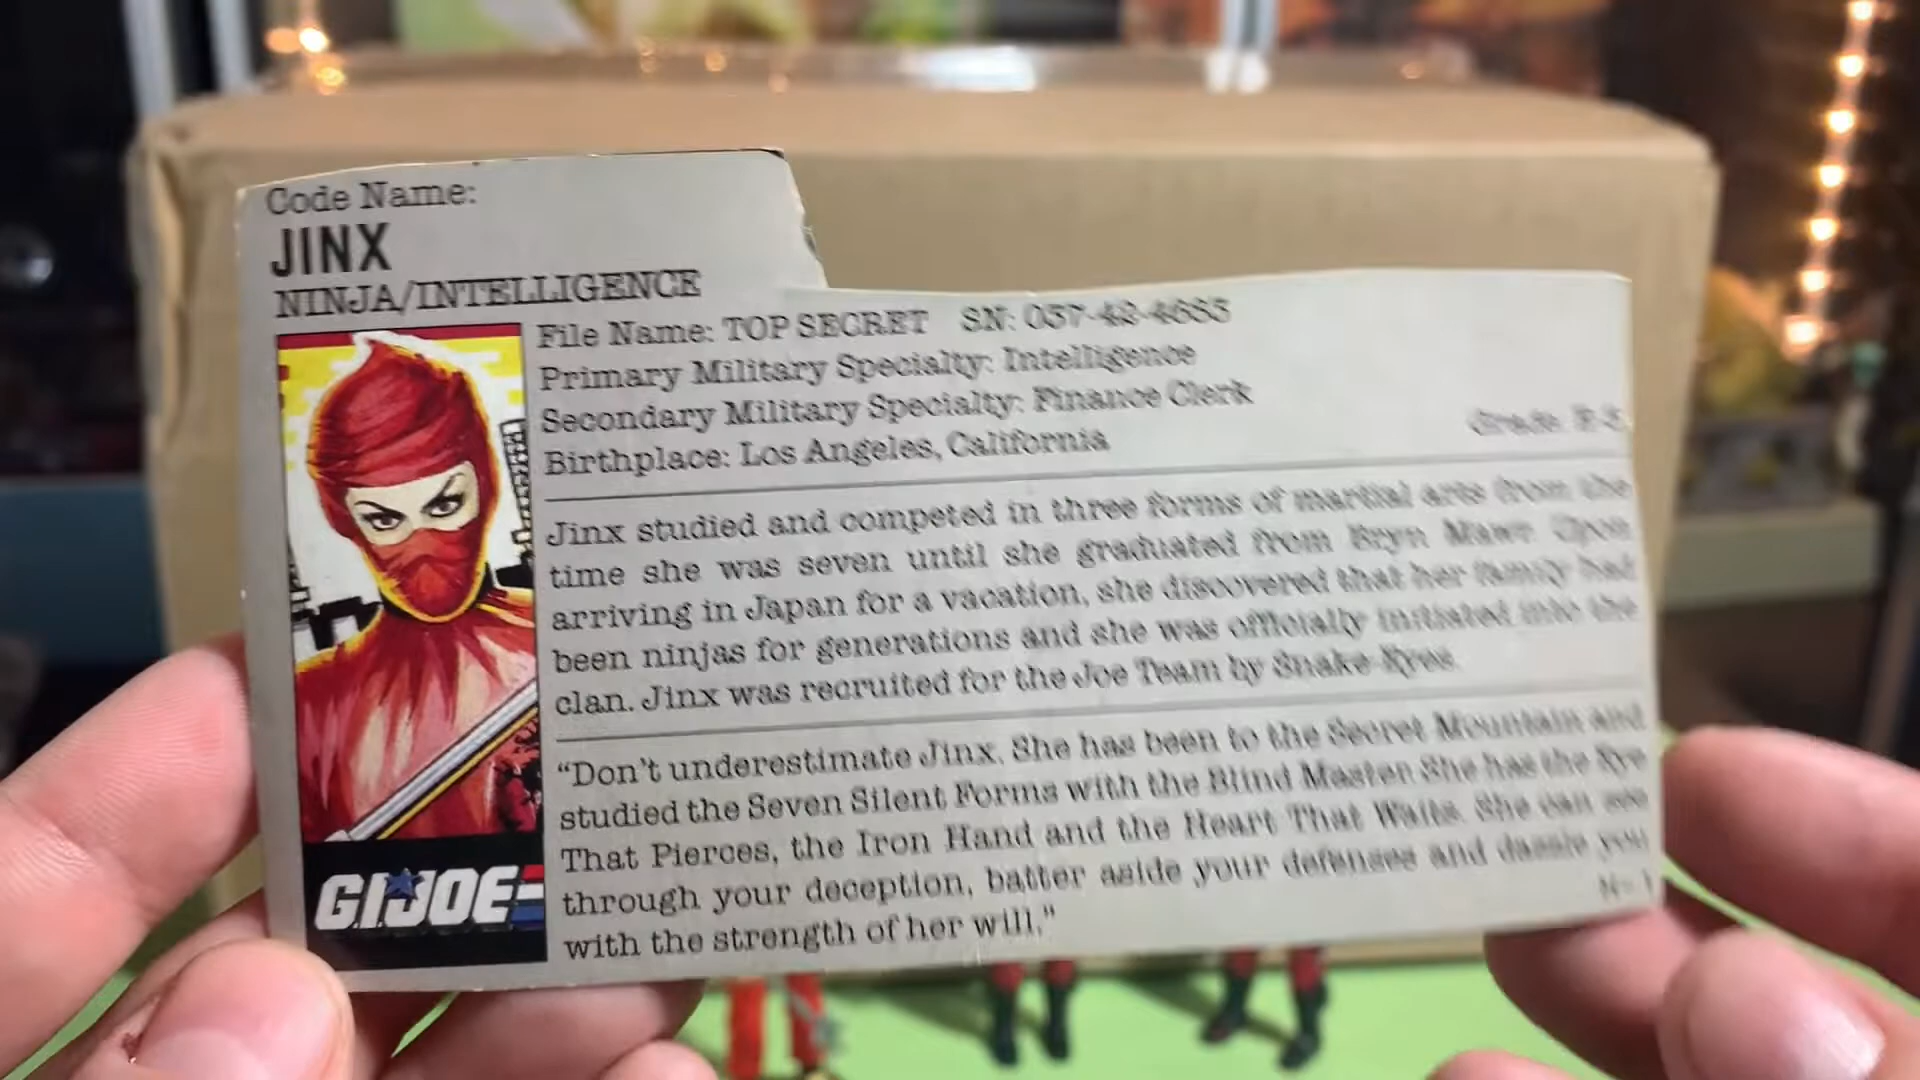 Code Name:
JINX
NINJA/INTELLIGENCE
File Name: TOP SECRET SN: 037-42-4653
Primary Military Specialty: Intelligence
Secondary Military Specialty: Finance Clerk
Birthplace: Los Angeles, California Grade: E-5
Jinx studied and competed in three forms of martial arts from the
time she was seven until she graduated from Bryn Mawr. Upon
arriving in Japan for a vacation, she discovered that her family had
been ninjas for generations and she was officially initiated into the
clan. Jinx was recruited for the Joe Team by Snake-Eyes.
"Don't underestimate Jinx. She has been to the Secret Mountain and
studied the Seven Silent Forms with the Blind Master. She has the Eye
That Pierces, the Iron Hand and the Heart That Waits. She can see
through your deception, batter aside your defenses and dazzle you
with the strength of her will."
G.I. JOE